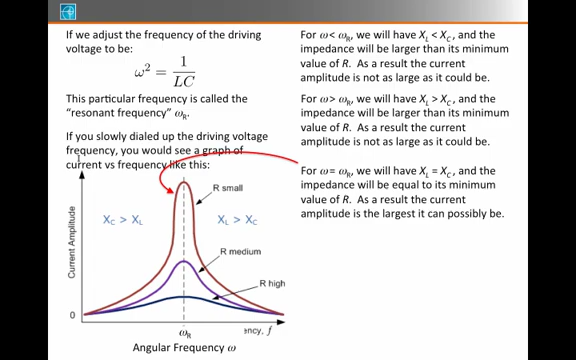 If we adjust the frequency of the driving
voltage to be:
ω² = 1 / LC
This particular frequency is called the
"resonant frequency" ωR.
If you slowly dialed up the driving voltage
frequency, you would see a graph of
current vs frequency like this:
R small
XC > XL
XL > XC
R medium
R high
Current Amplitude
0
ωR
ency, f
Angular Frequency ω
For ω< ωR, we will have XL < XC, and the
impedance will be larger than its minimum
value of R. As a result the current
amplitude is not as large as it could be.
For ω> ωR, we will have XL > XC, and the
impedance will be larger than its minimum
value of R. As a result the current
amplitude is not as large as it could be.
For ω= ωR, we will have XL = XC, and the
impedance will be equal to its minimum
value of R. As a result the current
amplitude is the largest it can possibly be.